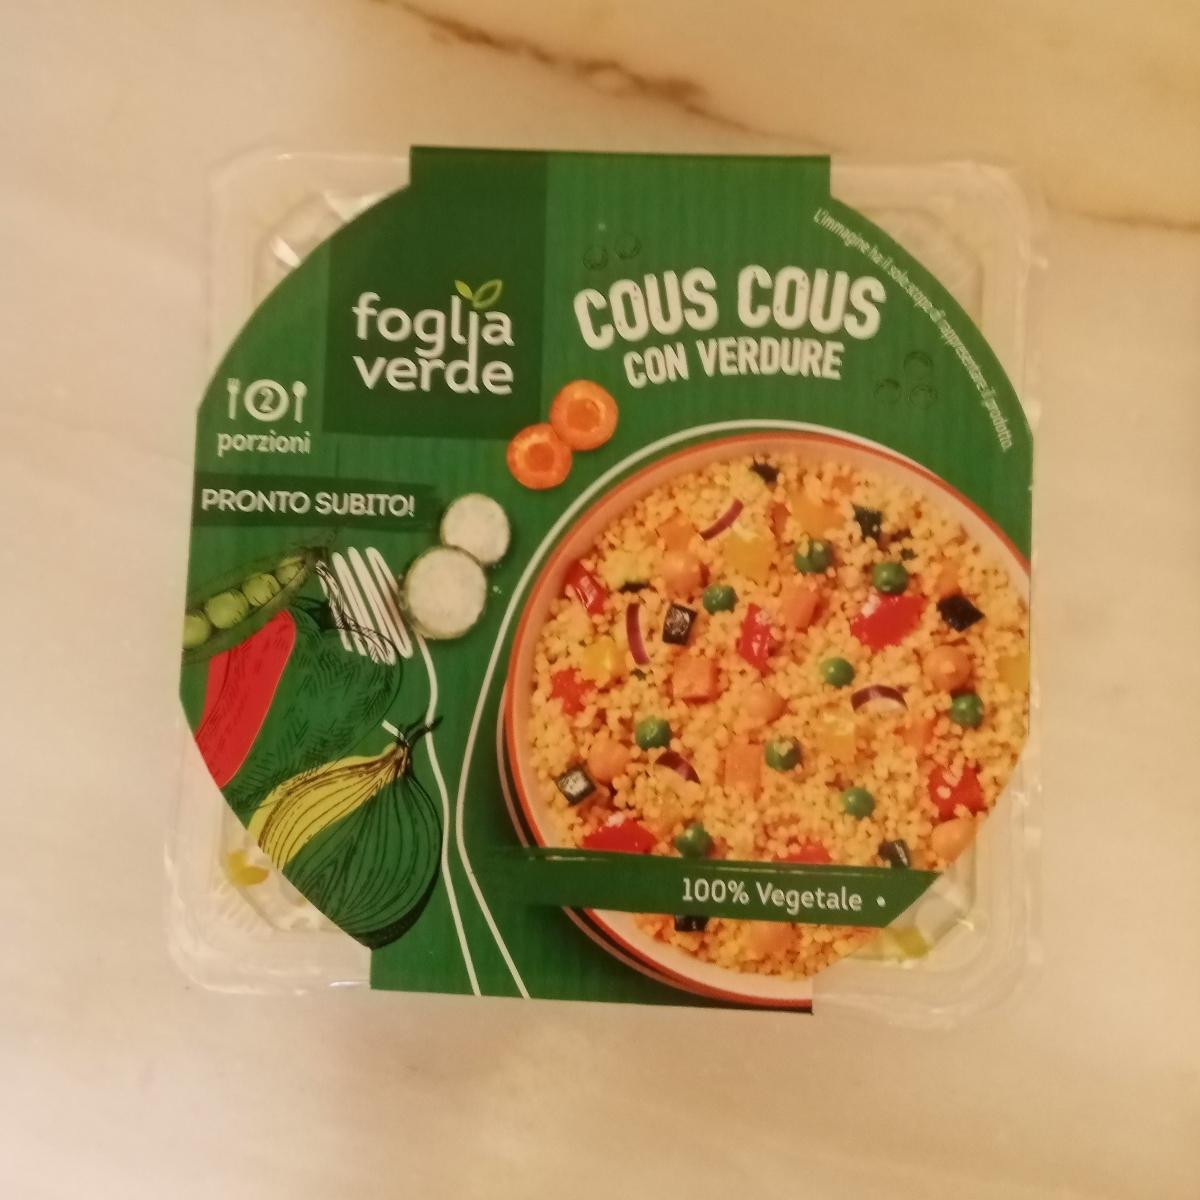 foglia
verde
COUS COUS
CON VERDURE
L'immagine ha il solo scopo di rappresentare il prodotto.
2
porzioni
PRONTO SUBITO!
100% Vegetale •